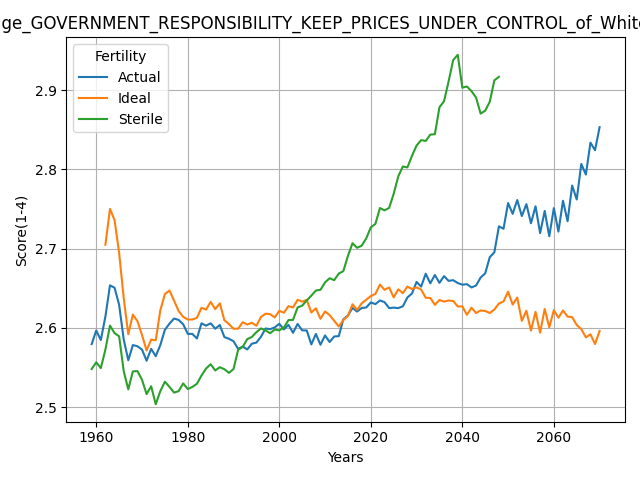 ge_GOVERNMENT_RESPONSIBILITY_KEEP_PRICES_UNDER_CONTROL_of_White
Fertility
Actual
Ideal
Sterile
Score(1-4)
2.9
2.8
2.7
2.6
2.5
1960 1980 2000 2020 2040 2060
Years